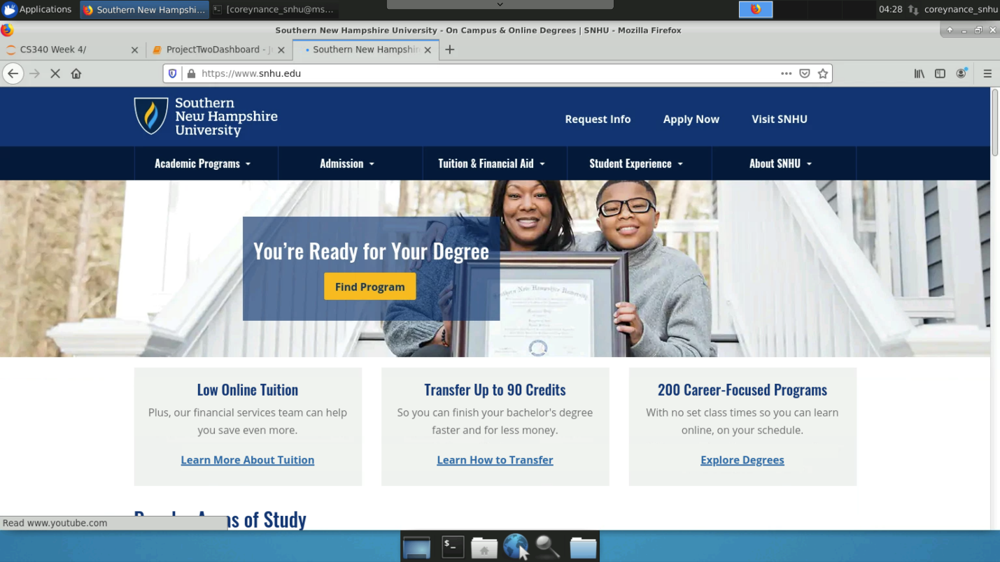 Applications
Southern New Hampshi...
[coreynance_snhu@ms...
04:28
coreynance_snhu
Southern New Hampshire University - On Campus & Online Degrees | SNHU - Mozilla Firefox
CS340 Week 4/
ProjectTwoDashboard - J
Southern New Hampshir
https://www.snhu.edu
Southern
New Hampshire
University
Request Info
Apply Now
Visit SNHU
Academic Programs
Admission
Tuition & Financial Aid
Student Experience
About SNHU
You’re Ready for Your Degree
Find Program
Southern New Hampshire University
Low Online Tuition
Plus, our financial services team can help
you save even more.
Learn More About Tuition
Transfer Up to 90 Credits
So you can finish your bachelor's degree
faster and for less money.
Learn How to Transfer
200 Career-Focused Programs
With no set class times so you can learn
online, on your schedule.
Explore Degrees
of Study
Read www.youtube.com
$_